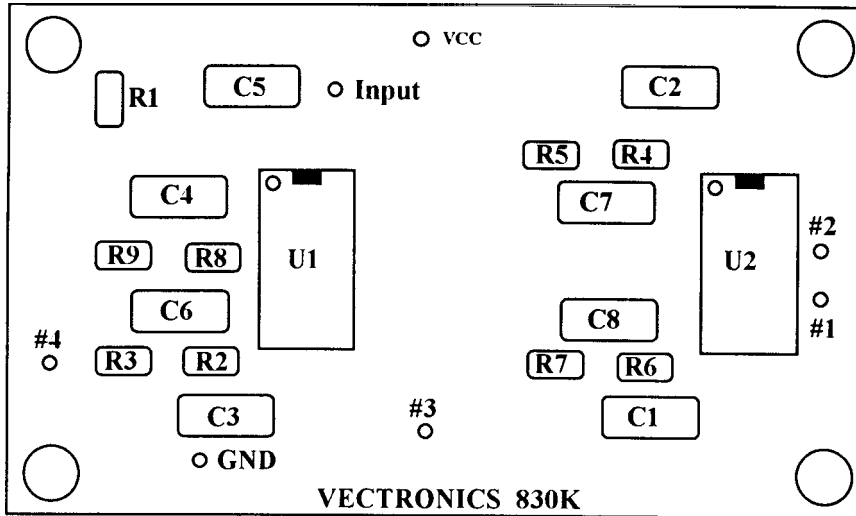 VCC
C5
Input
C2
R1
R5
R4
C4
C7
#2
R9
R8
U1
U2
C6
C8
#1
#4
R3
R2
R7
R6
C3
#3
C1
GND
VECTRONICS 830K